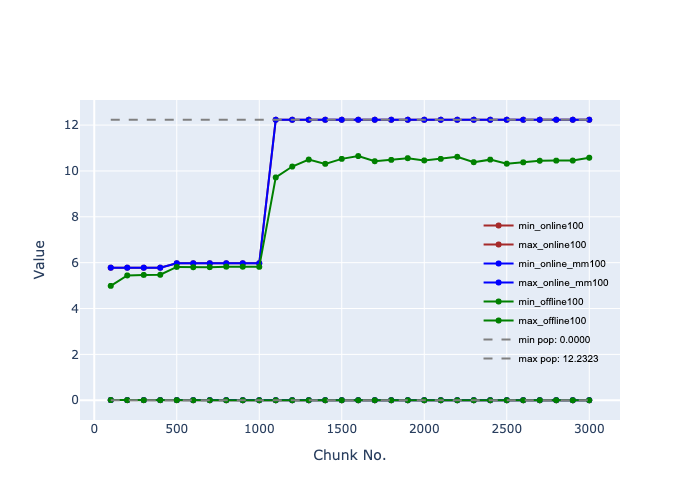 12
10
8
6
4
2
0
Value
min_online100
max_online100
min_online_mm100
max_online_mm100
min_offline100
max_offline100
min pop: 0.0000
max pop: 12.2323
0 500 1000 1500 2000 2500 3000
Chunk No.